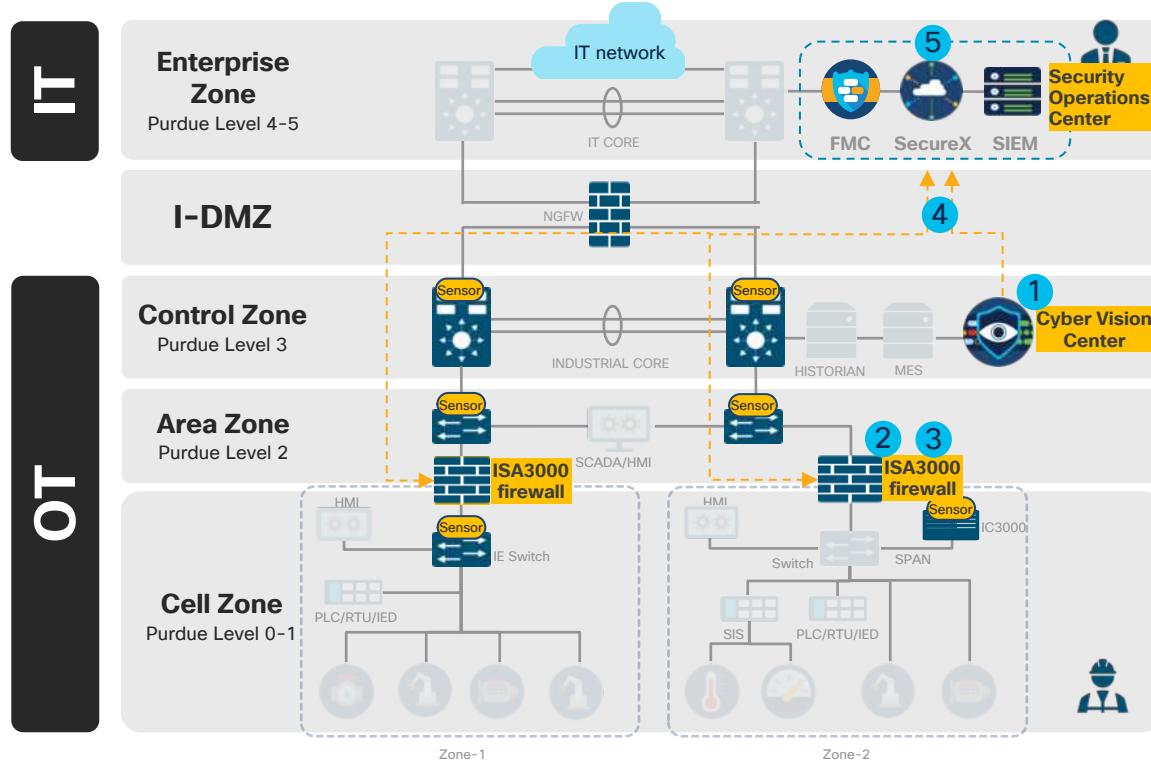 IT
Enterprise
Zone
Purdue Level 4-5
IT network
IT CORE
5
FMC
SecureX
SIEM
Security
Operations
Center
I-DMZ
NGFW
4
OT
Control Zone
Purdue Level 3
Sensor
Sensor
INDUSTRIAL CORE
HISTORIAN
MES
1
Cyber Vision
Center
Area Zone
Purdue Level 2
Sensor
Sensor
SCADA/HMI
ISA3000
firewall
2
3
ISA3000
firewall
Cell Zone
Purdue Level 0-1
HMI
Sensor
IE Switch
PLC/RTU/IED
Zone-1
HMI
Sensor
IC3000
Switch
SPAN
SIS
PLC/RTU/IED
Zone-2